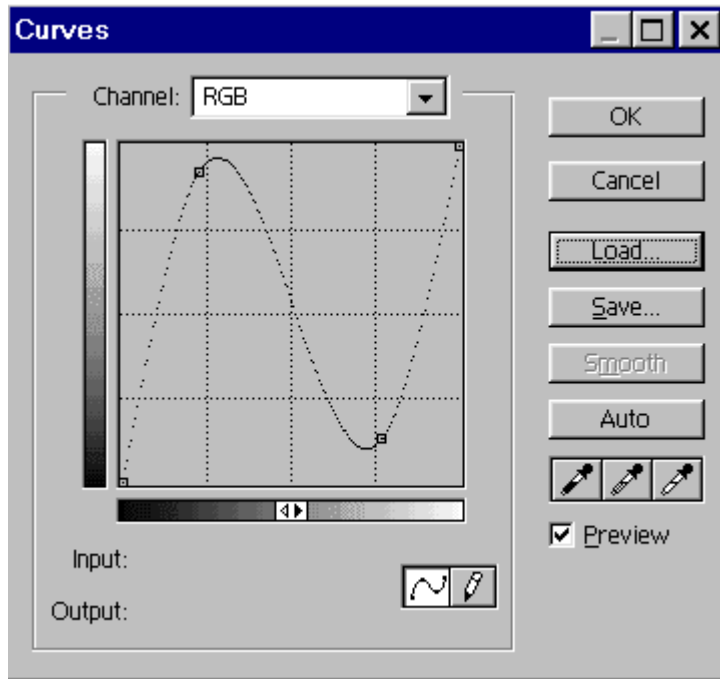 Curves
Channel: RGB
OK
Cancel
Load...
Save...
Smooth
Auto
Preview
Input:
Output: